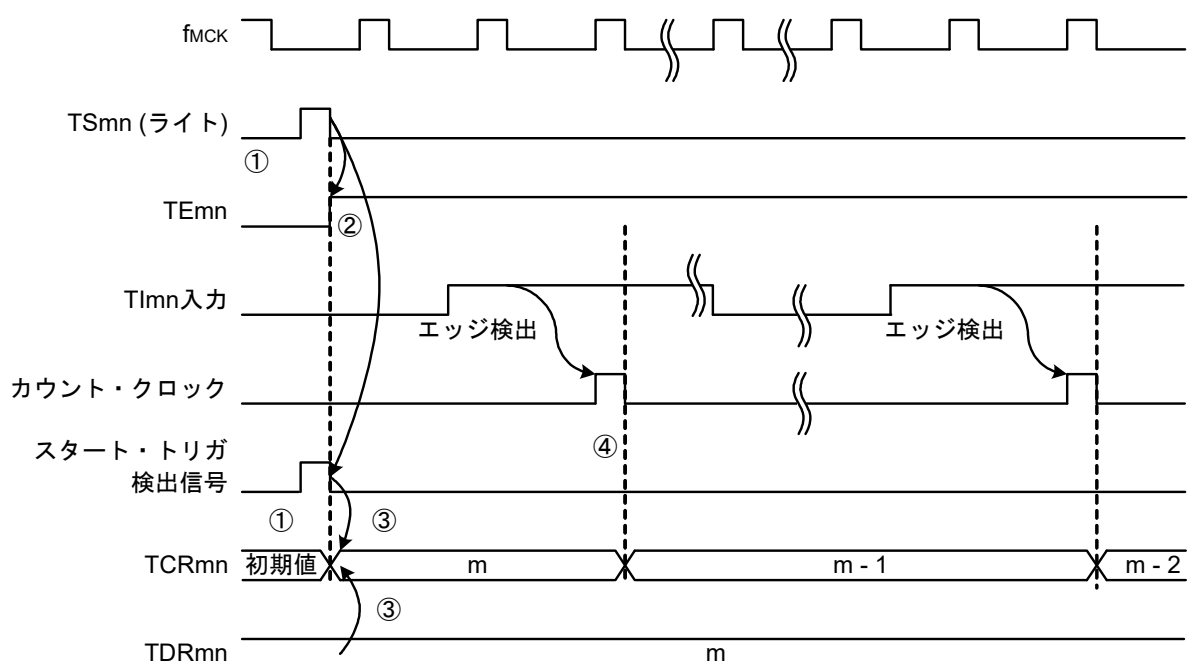 fMCK
TSmn (ライト)
①
TEmn
②
TImn入力
エッジ検出
エッジ検出
カウント・クロック
④
スタート・トリガ
検出信号
①
③
TCRmn
初期値
m
m - 1
m - 2
③
TDRmn
m